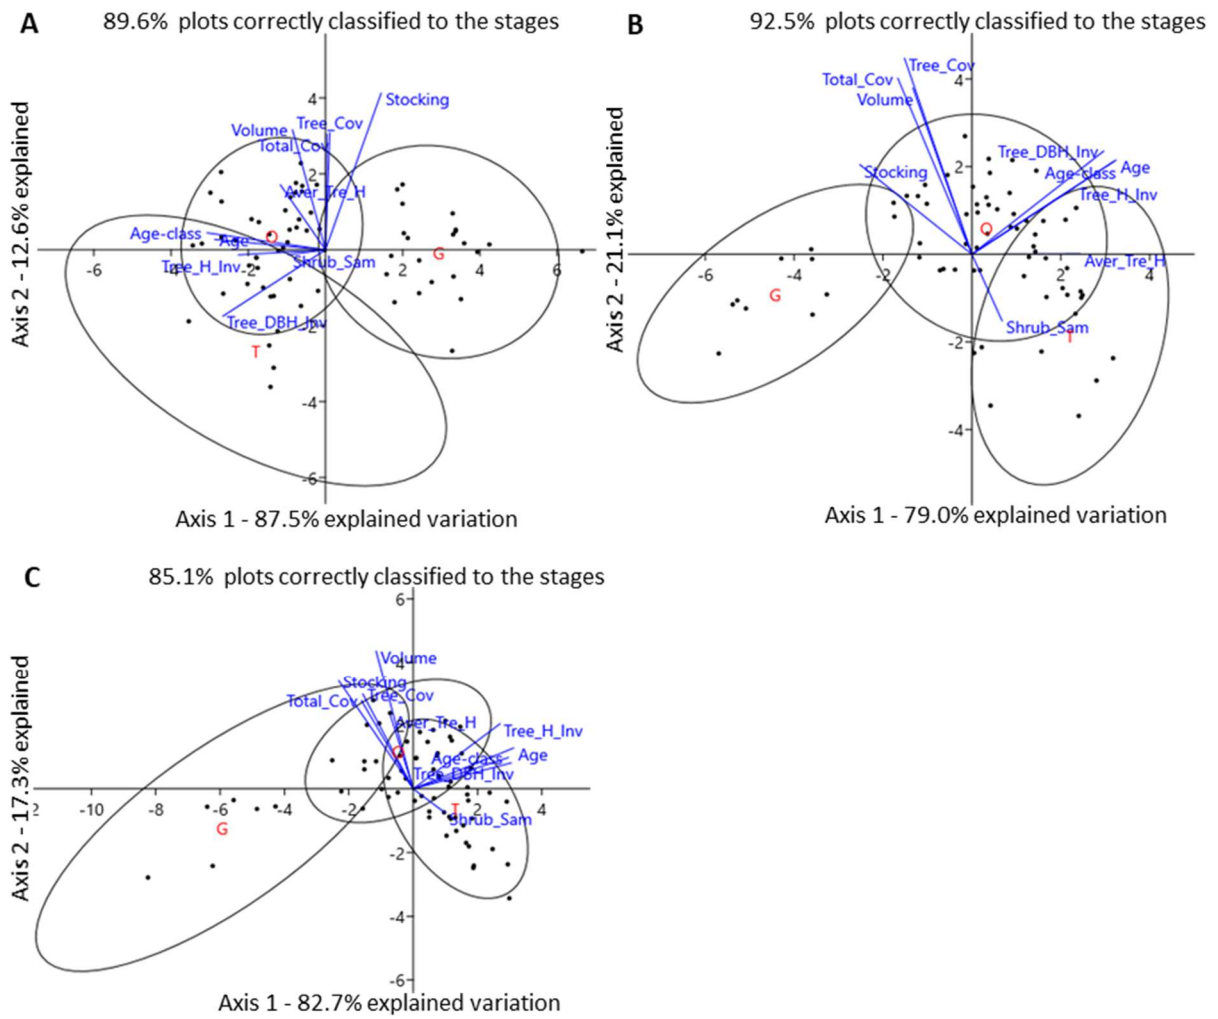 A
89.6% plots correctly classified to the stages
Axis 2 - 12.6% explained
4
2
-2
-4
-6
-6
-4
-2
2
4
6
Stocking
Volume
Tree_Cov
Total_Cov
Aver_Tre_H
Age-class
Age
O
Tree_H_Inv
Shrub_Sam
G
Tree_DBH_Inv
T
Axis 1 - 87.5% explained variation
B
92.5% plots correctly classified to the stages
Axis 2 - 21.1% explained
4
2
-2
-4
-6
-4
-2
2
4
Tree_Cov
Total_Cov
Volume
Tree_DBH_Inv
Age
Stocking
Age-class
Tree_H_Inv
O
Aver_Tre_H
G
Shrub_Sam
T
Axis 1 - 79.0% explained variation
C
85.1% plots correctly classified to the stages
Axis 2 - 17.3% explained
6
4
2
-2
-4
-6
2
-10
-8
-6
-4
-2
2
4
Volume
Stocking
Total_Cov
Tree_Cov
Aver_Tre_H
Tree_H_Inv
O
Age-class
Age
Tree_DBH_Inv
T
Shrub_Sam
G
Axis 1 - 82.7% explained variation